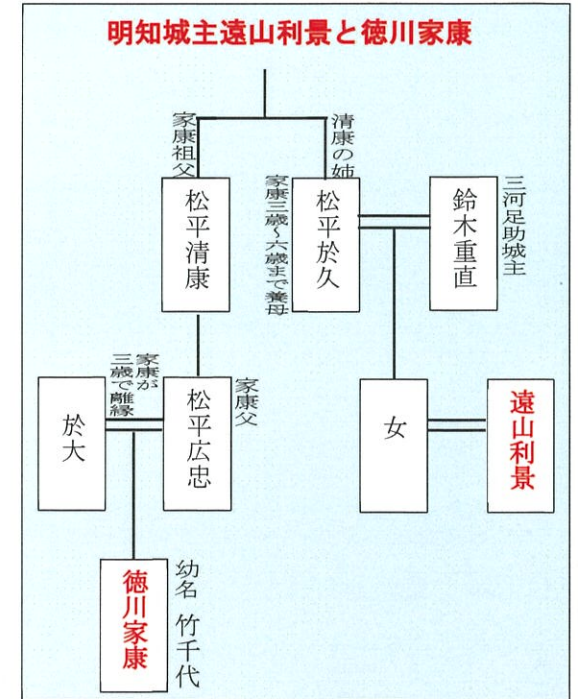 明知城主遠山利景と徳川家康
三河足助城主
鈴木重直
清康の姉
松平於久
家康三歳～六歳まで養母
家康祖父
松平清康
遠山利景
女
家康父
松平広忠
家康が
三歳で離縁
於大
幼名 竹千代
徳川家康